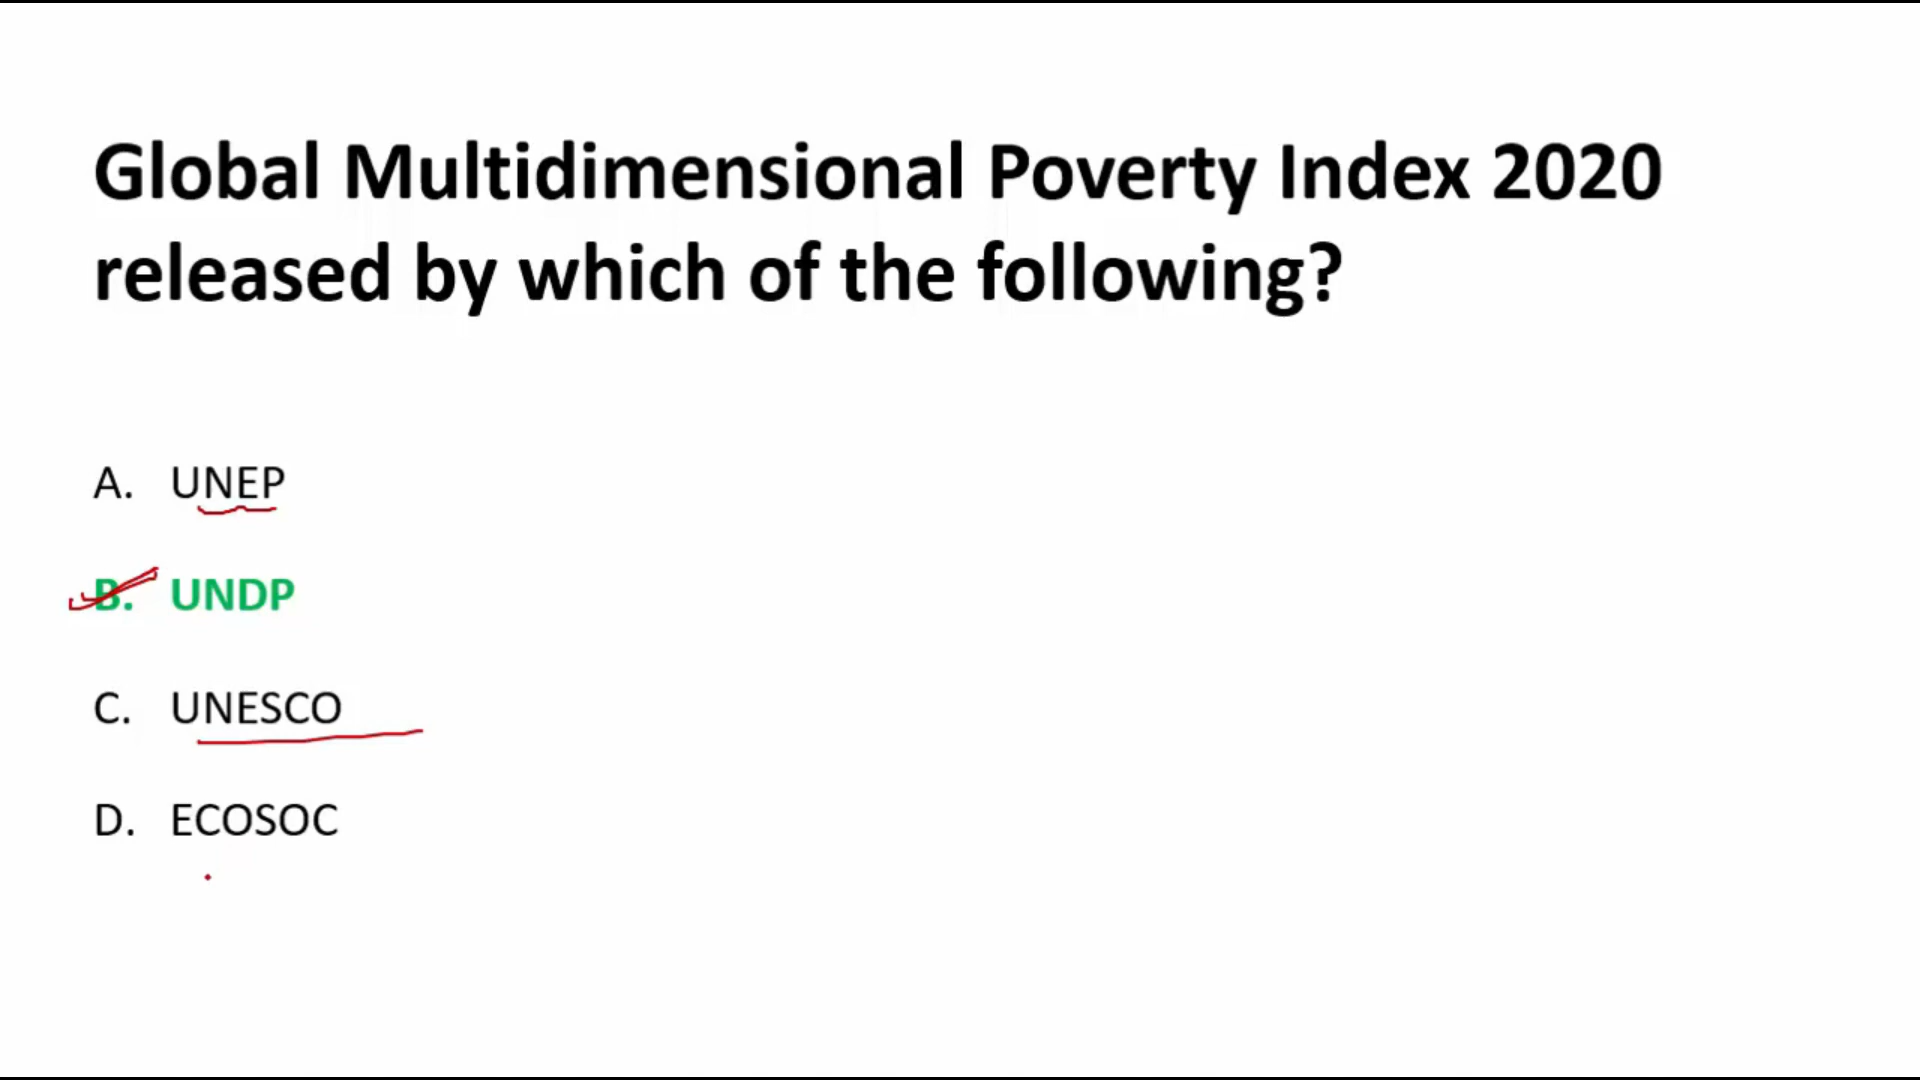 Global Multidimensional Poverty Index 2020
released by which of the following?
A. UNEP
B. UNDP
C. UNESCO
D. ECOSOC